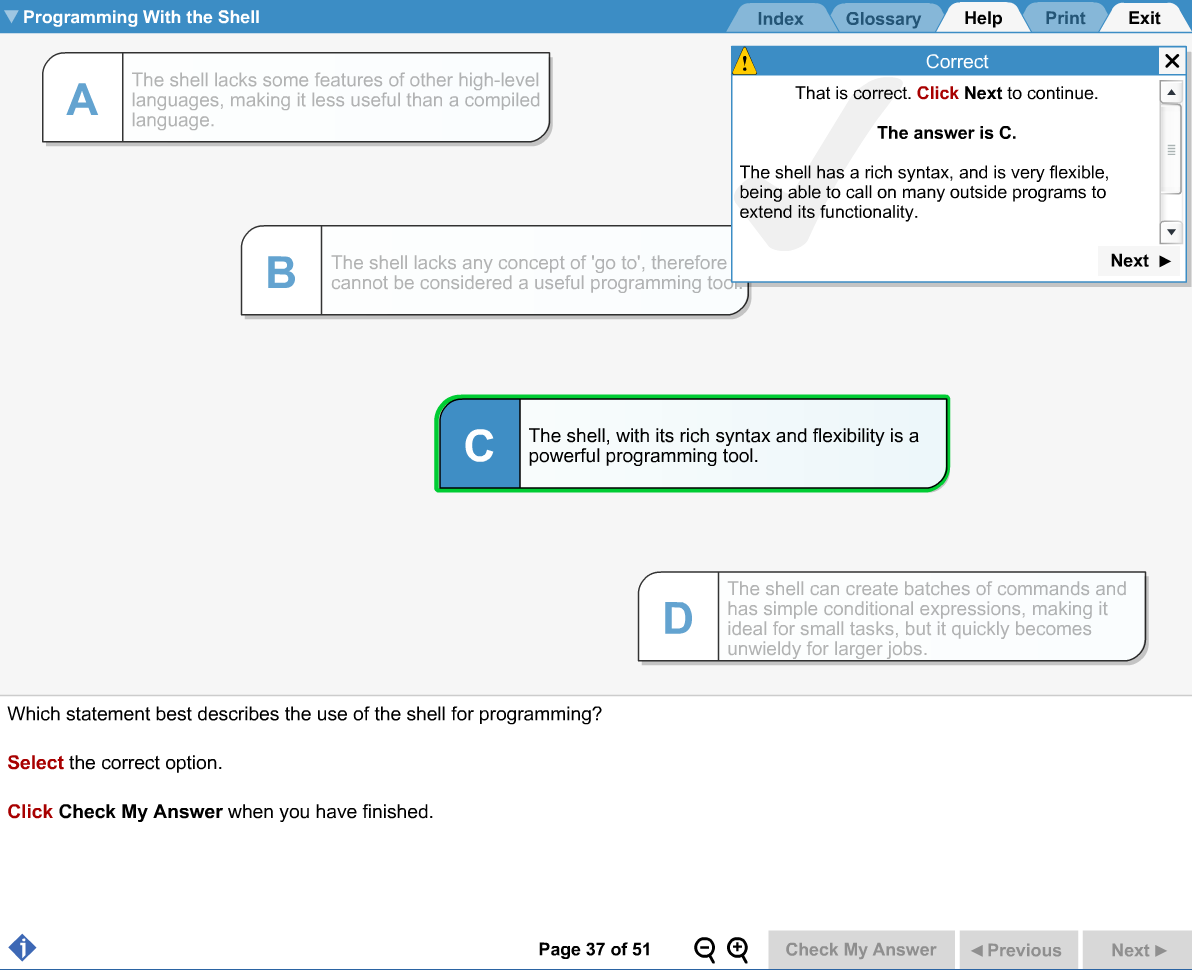 Programming With the Shell
Index
Glossary
Help
Print
Exit
A
The shell lacks some features of other high-level
languages, making it less useful than a compiled
language.
Correct
That is correct. Click Next to continue.
The answer is C.
The shell has a rich syntax, and is very flexible,
being able to call on many outside programs to
extend its functionality.
Next ►
B
The shell lacks any concept of 'go to', therefore
cannot be considered a useful programming tool.
C
The shell, with its rich syntax and flexibility is a
powerful programming tool.
D
The shell can create batches of commands and
has simple conditional expressions, making it
ideal for small tasks, but it quickly becomes
unwieldy for larger jobs.
Which statement best describes the use of the shell for programming?
Select the correct option.
Click Check My Answer when you have finished.
Page 37 of 51
Check My Answer
◄ Previous
Next ►